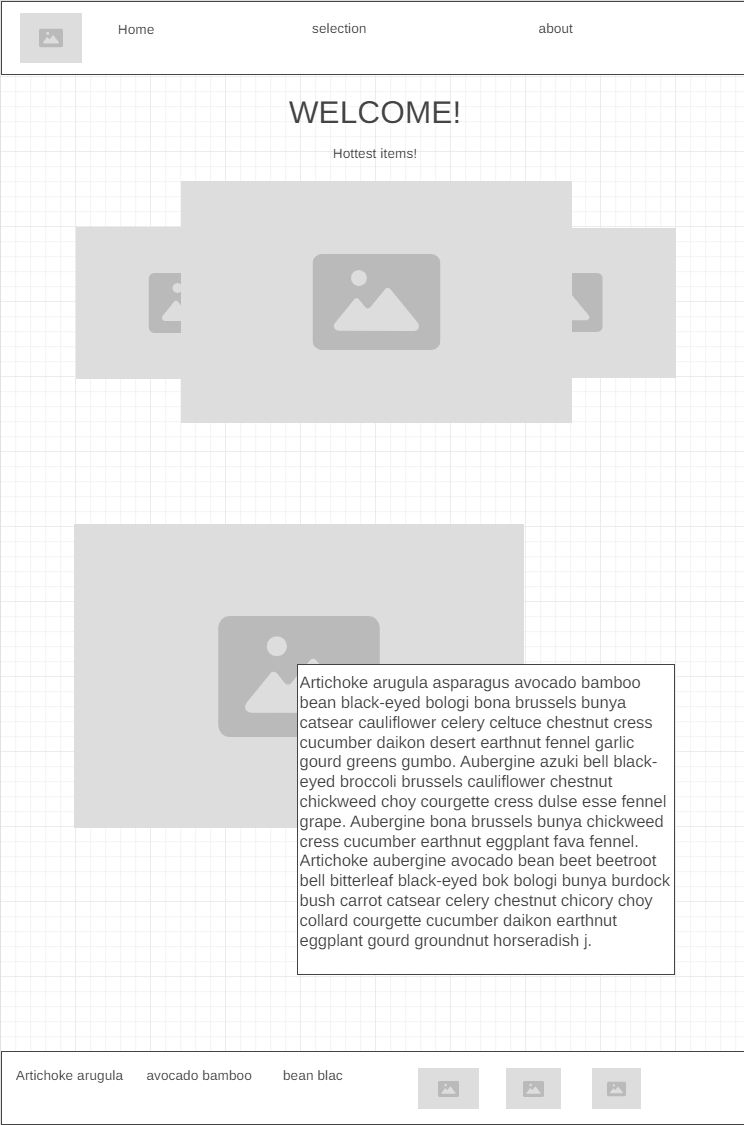 Home selection about
WELCOME!
Hottest items!
Artichoke arugula asparagus avocado bamboo
bean black-eyed bologi bona brussels bunya
catsear cauliflower celery celtuce chestnut cress
cucumber daikon desert earthnut fennel garlic
gourd greens gumbo. Aubergine azuki bell black-
eyed broccoli brussels cauliflower chestnut
chickweed choy courgette cress dulse esse fennel
grape. Aubergine bona brussels bunya chickweed
cress cucumber earthnut eggplant fava fennel.
Artichoke aubergine avocado bean beet beetroot
bell bitterleaf black-eyed bok bologi bunya burdock
bush carrot catsear celery chestnut chicory choy
collard courgette cucumber daikon earthnut
eggplant gourd groundnut horseradish j.
Artichoke arugula avocado bamboo bean blac